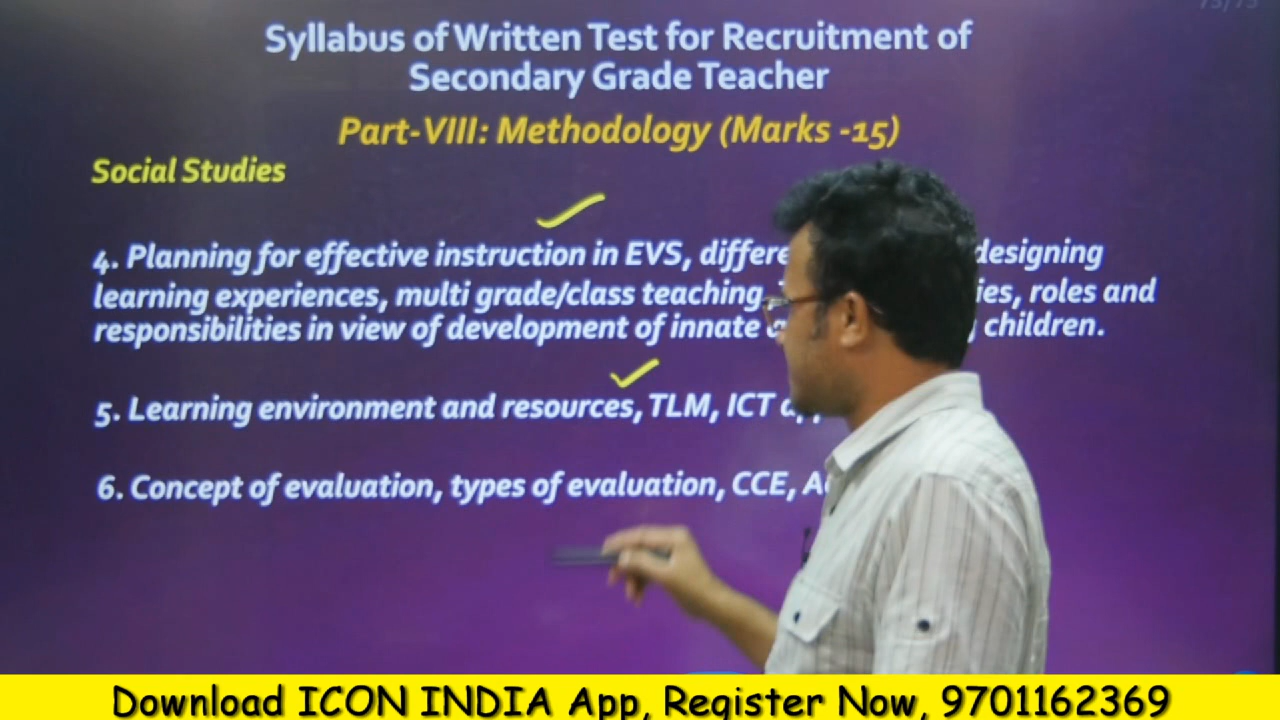 Syllabus of Written Test for Recruitment of
Secondary Grade Teacher
Part-VIII: Methodology (Marks -15)
Social Studies
4. Planning for effective instruction in EVS, designing
learning experiences, multi grade/class teaching, roles and
responsibilities in view of development of innate children.
5. Learning environment and resources, TLM, ICT
6. Concept of evaluation, types of evaluation, CCE,
Download ICON INDIA App, Register Now, 9701162369